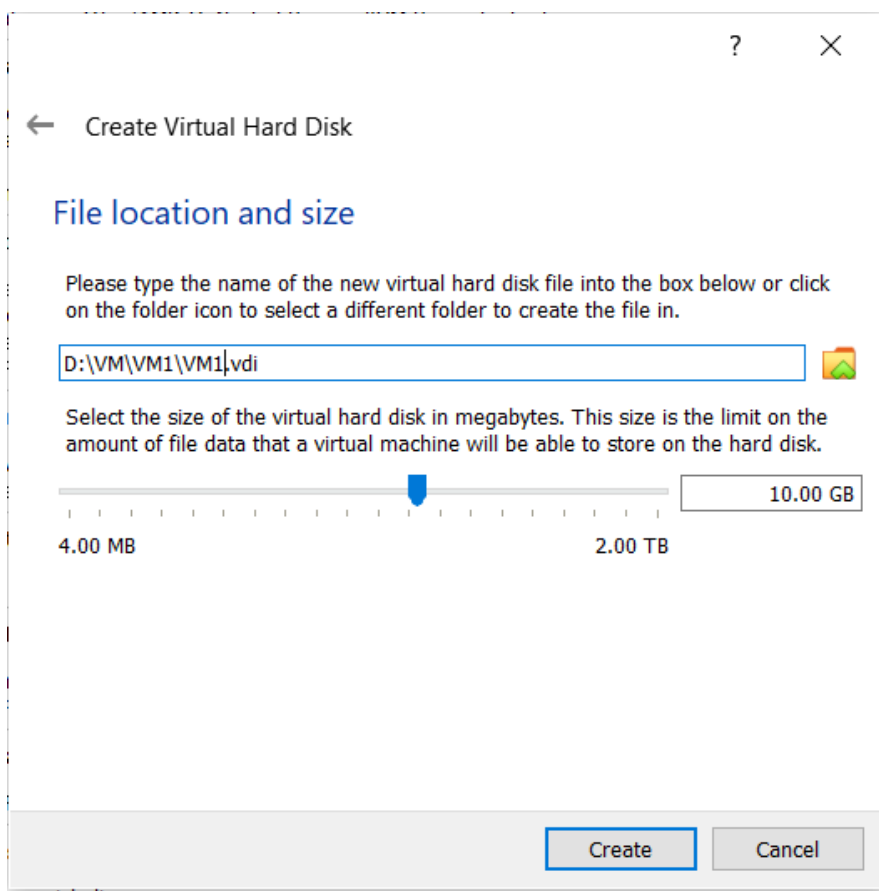 ?
Create Virtual Hard Disk
File location and size
Please type the name of the new virtual hard disk file into the box below or click
on the folder icon to select a different folder to create the file in.
D:\VM\VM1\VM1.vdi
Select the size of the virtual hard disk in megabytes. This size is the limit on the
amount of file data that a virtual machine will be able to store on the hard disk.
10.00 GB
4.00 MB 2.00 TB
Create Cancel